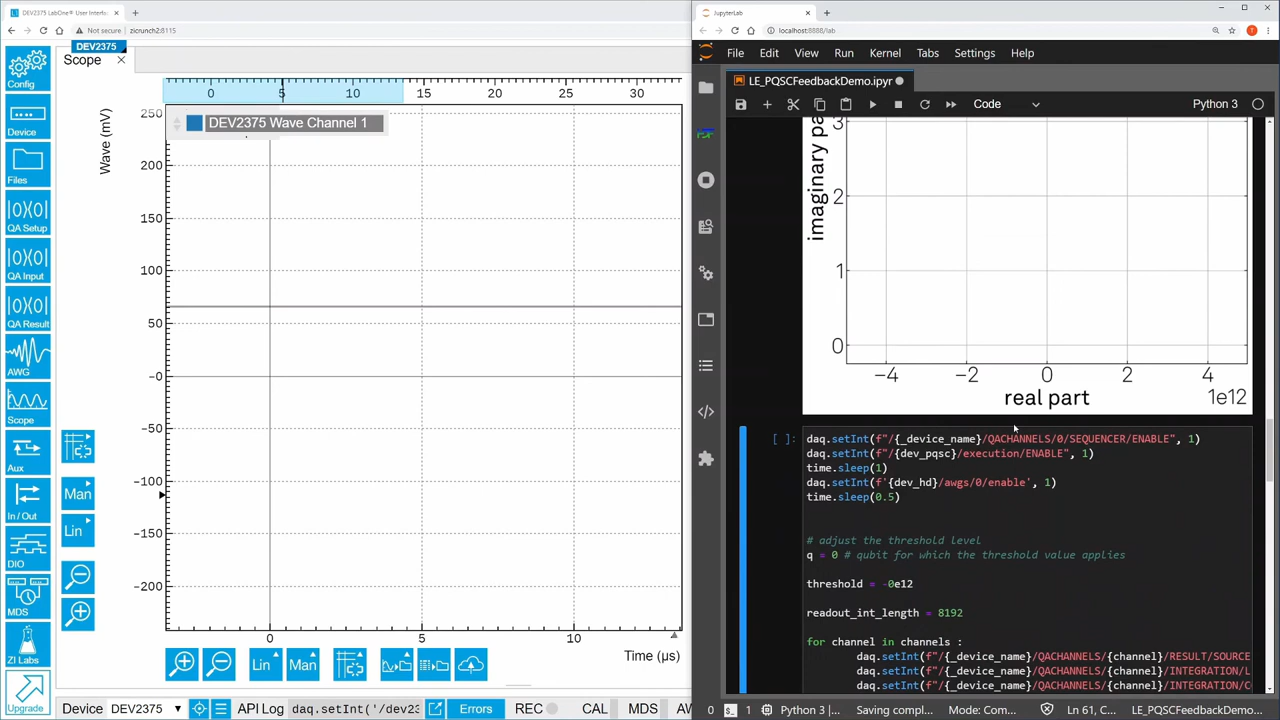 DEV2375 LabOne® User Interfa
Not secure
zicrunch2:8115
DEV2375
Scope
Config
Device
Files
QA Setup
QA Input
QA Result
AWG
Scope
Aux
In / Out
DIO
MDS
ZI Labs
Upgrade
Man
Lin
0 5 10 15 20 25 30
Wave (mV)
DEV2375 Wave Channel 1
250
200
150
100
50
-0
-50
-100
-150
-200
0 5 10
Time (µs)
Lin Man
Device DEV2375 API Log daq.setInt('/dev23 Errors REC CAL MDS AW
JupyterLab
localhost:8888/lab
File Edit View Run Kernel Tabs Settings Help
LE_PQSCFeedbackDemo.ipyr
Code
Python 3
imaginary pa
3
2
1
0
−4 −2 0 2 4
real part
1e12
[ ]:
daq.setInt(f"/{_device_name}/QACHANNELS/0/SEQUENCER/ENABLE", 1)
daq.setInt(f"/{dev_pqsc}/execution/ENABLE", 1)
time.sleep(1)
daq.setInt(f'{dev_hd}/awgs/0/enable', 1)
time.sleep(0.5)
# adjust the threshold level
q = 0 # qubit for which the threshold value applies
threshold = -0e12
readout_int_length = 8192
for channel in channels :
daq.setInt(f"/{_device_name}/QACHANNELS/{channel}/RESULT/SOURCE
daq.setInt(f"/{_device_name}/QACHANNELS/{channel}/INTEGRATION/L
daq.setInt(f"/{_device_name}/QACHANNELS/{channel}/INTEGRATION/C
0 1 Python 3 | Saving compl Mode: Com Ln 61, C LE_PQSCFeedbackDemo.ip